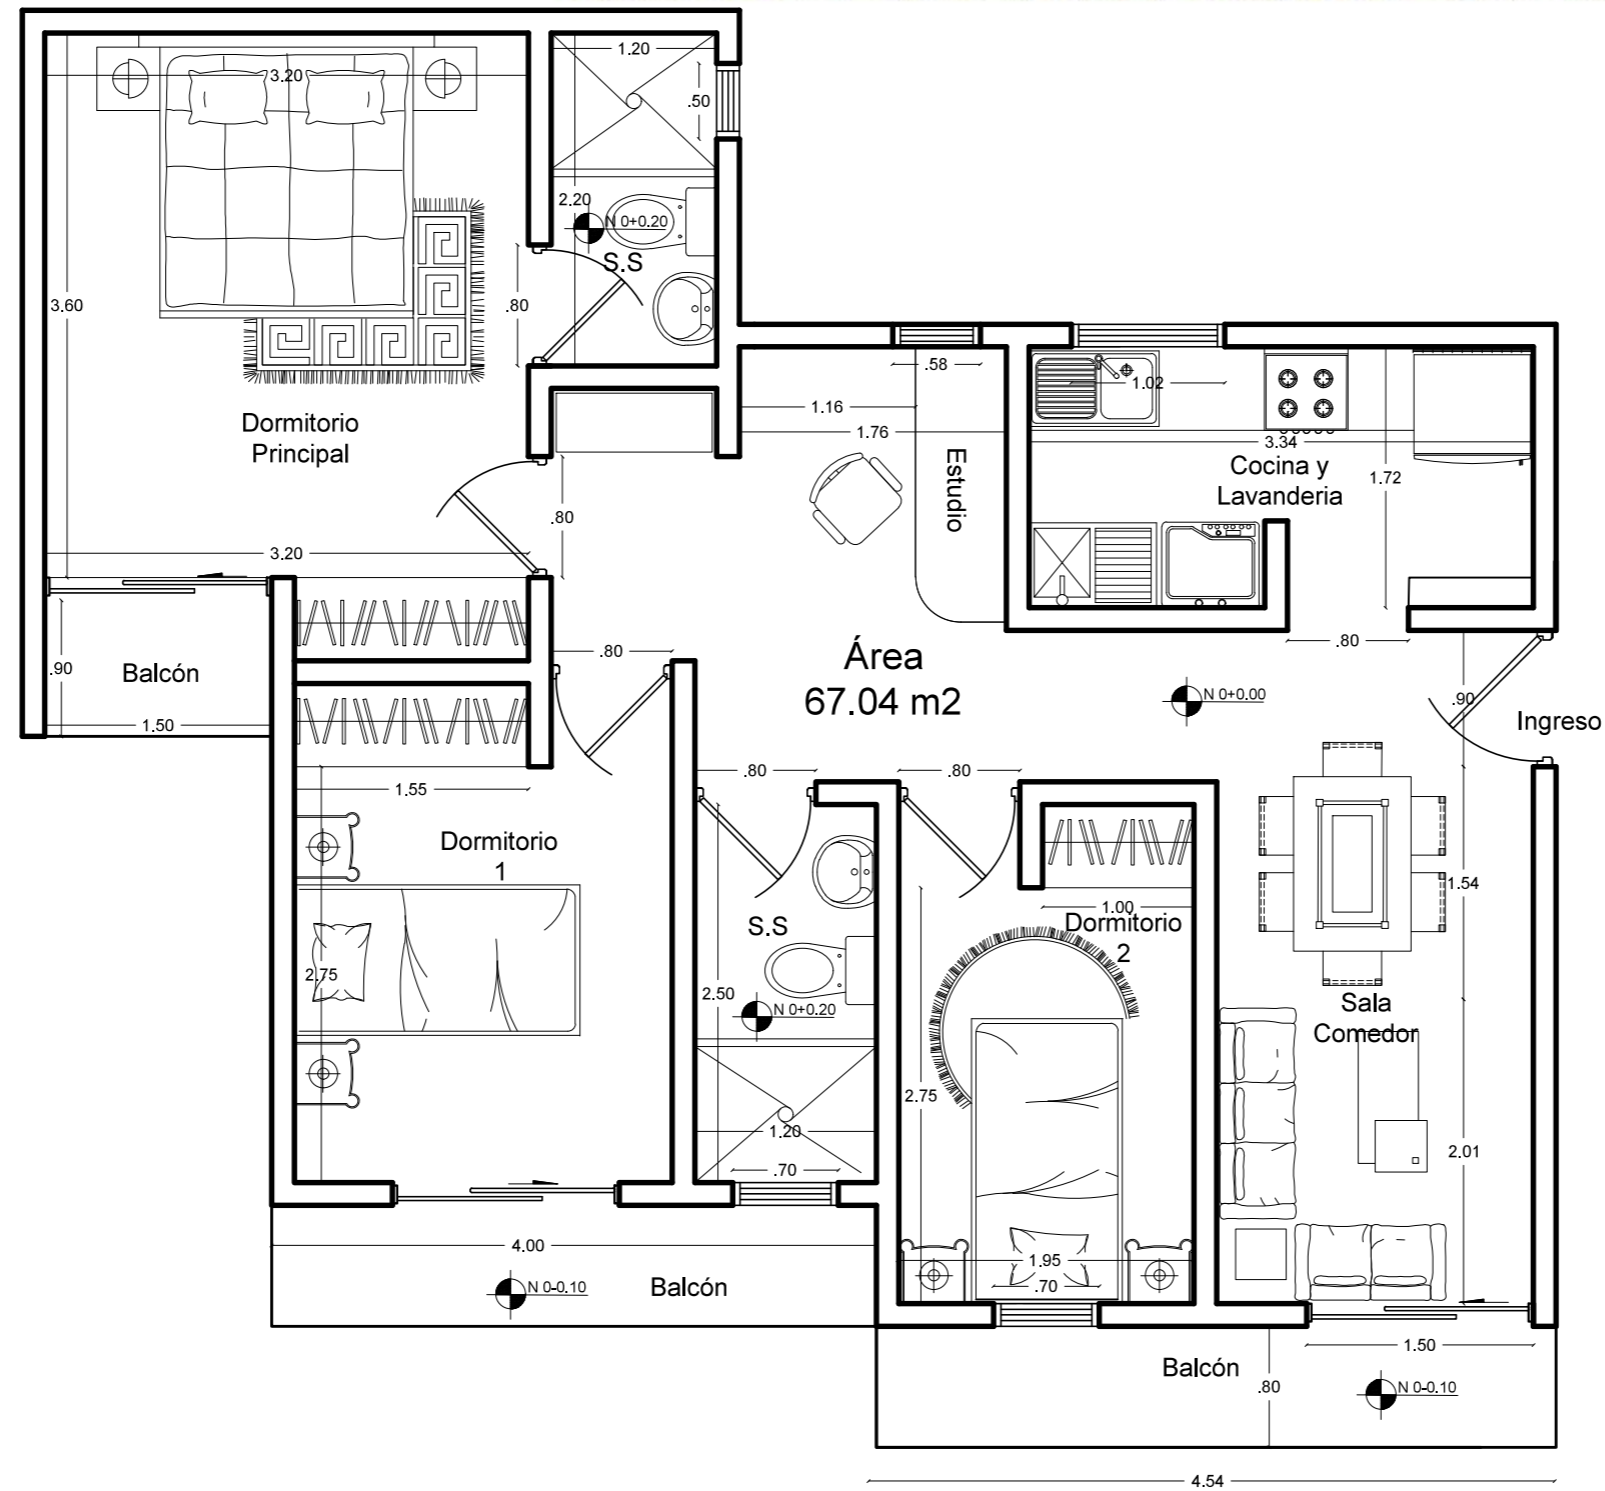 1.20
3.20
.50
2.20
N 0+0.20
S.S
3.60
.80
.58
1.02
1.16
1.76
3.34
Dormitorio
Principal
Cocina y
Lavanderia
1.72
Estudio
.80
3.20
.80
.80
Área
67.04 m2
.90
Balcón
N 0+0.00
.90
Ingreso
1.50
.80
.80
1.55
Dormitorio
1
1.54
1.00
Dormitorio
2
S.S
2.75
2.50
N 0+0.20
Sala
Comedor
2.75
1.20
2.01
.70
4.00
1.95
.70
N 0-0.10
Balcón
1.50
Balcón
.80
N 0-0.10
4.54